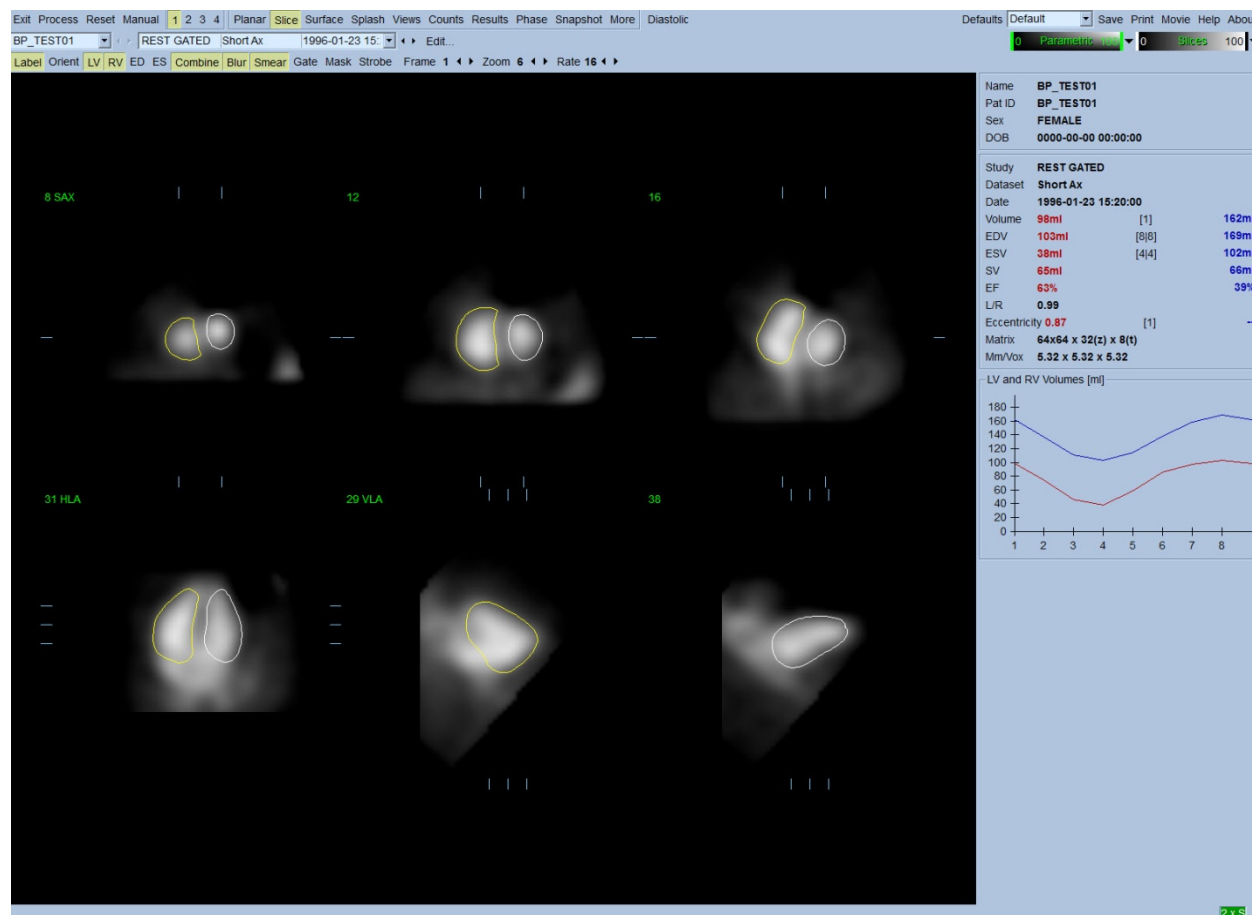 Exit Process Reset Manual 1 2 3 4 Planar Slice Surface Splash Views Counts Results Phase Snapshot More Diastolic Defaults Default Save Print Movie Help Abou
BP_TEST01 REST GATED Short Ax 1996-01-23 15: Edit... 0 Parametric 100 0 Slices 100
Label Orient LV RV ED ES Combine Blur Smear Gate Mask Strobe Frame 1 Zoom 6 Rate 16
Name BP_TEST01
Pat ID BP_TEST01
Sex FEMALE
DOB 0000-00-00 00:00:00
Study REST GATED
Dataset Short Ax
Date 1996-01-23 15:20:00
Volume 98ml [1] 162m
EDV 103ml [8|8] 169m
ESV 38ml [4|4] 102m
SV 65ml 66m
EF 63% 39%
L/R 0.99
Eccentricity 0.87 [1] --
Matrix 64x64 x 32(z) x 8(t)
Mm/Vox 5.32 x 5.32 x 5.32
LV and RV Volumes [ml]
180
160
140
120
100
80
60
40
20
0
1 2 3 4 5 6 7 8
8 SAX 12 16
31 HLA 29 VLA 38
2 x S